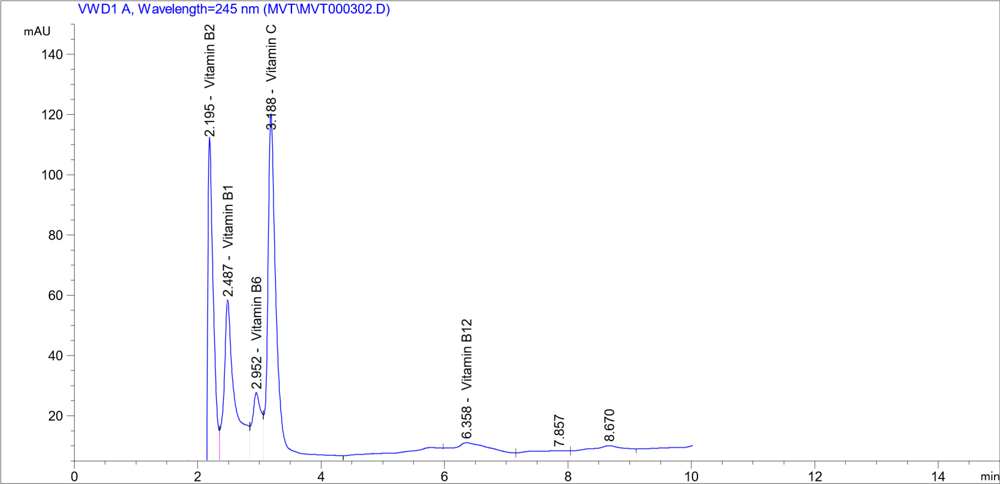 VWD1 A, Wavelength=245 nm (MVT\MVT000302.D)
mAU
140
120
100
80
60
40
20
2.195 - Vitamin B2
2.487 - Vitamin B1
2.952 - Vitamin B6
3.188 - Vitamin C
6.358 - Vitamin B12
7.857
8.670
0
2
4
6
8
10
12
14
min